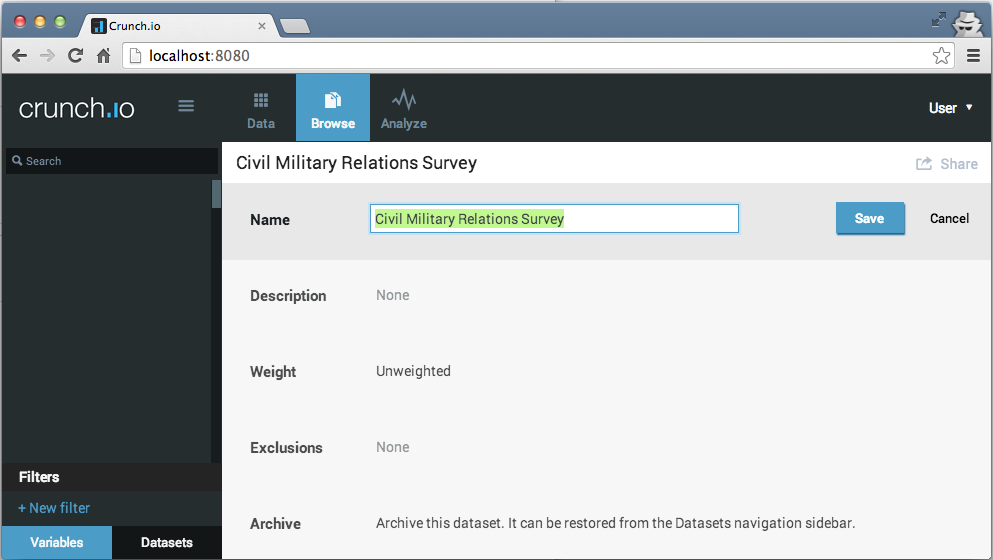 Crunch.io
localhost:8080
crunch.io
Data
Browse
Analyze
User
Search
Civil Military Relations Survey
Share
Name
Civil Military Relations Survey
Save
Cancel
Description
None
Weight
Unweighted
Exclusions
None
Filters
+ New filter
Archive
Archive this dataset. It can be restored from the Datasets navigation sidebar.
Variables
Datasets